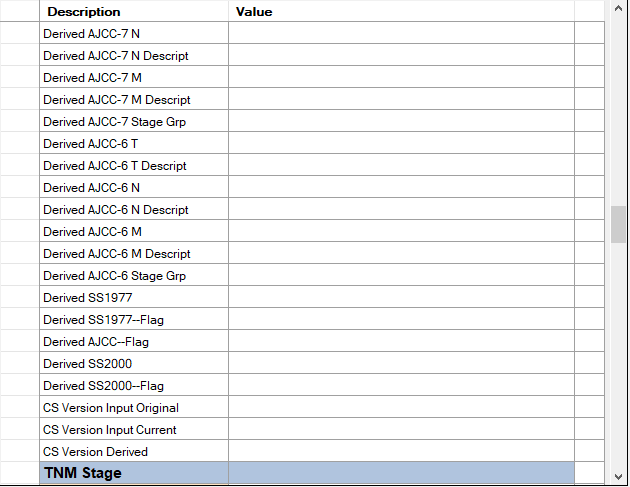 Description Value
Derived AJCC-7 N
Derived AJCC-7 N Descript
Derived AJCC-7 M
Derived AJCC-7 M Descript
Derived AJCC-7 Stage Grp
Derived AJCC-6 T
Derived AJCC-6 T Descript
Derived AJCC-6 N
Derived AJCC-6 N Descript
Derived AJCC-6 M
Derived AJCC-6 M Descript
Derived AJCC-6 Stage Grp
Derived SS1977
Derived SS1977--Flag
Derived AJCC--Flag
Derived SS2000
Derived SS2000--Flag
CS Version Input Original
CS Version Input Current
CS Version Derived
TNM Stage